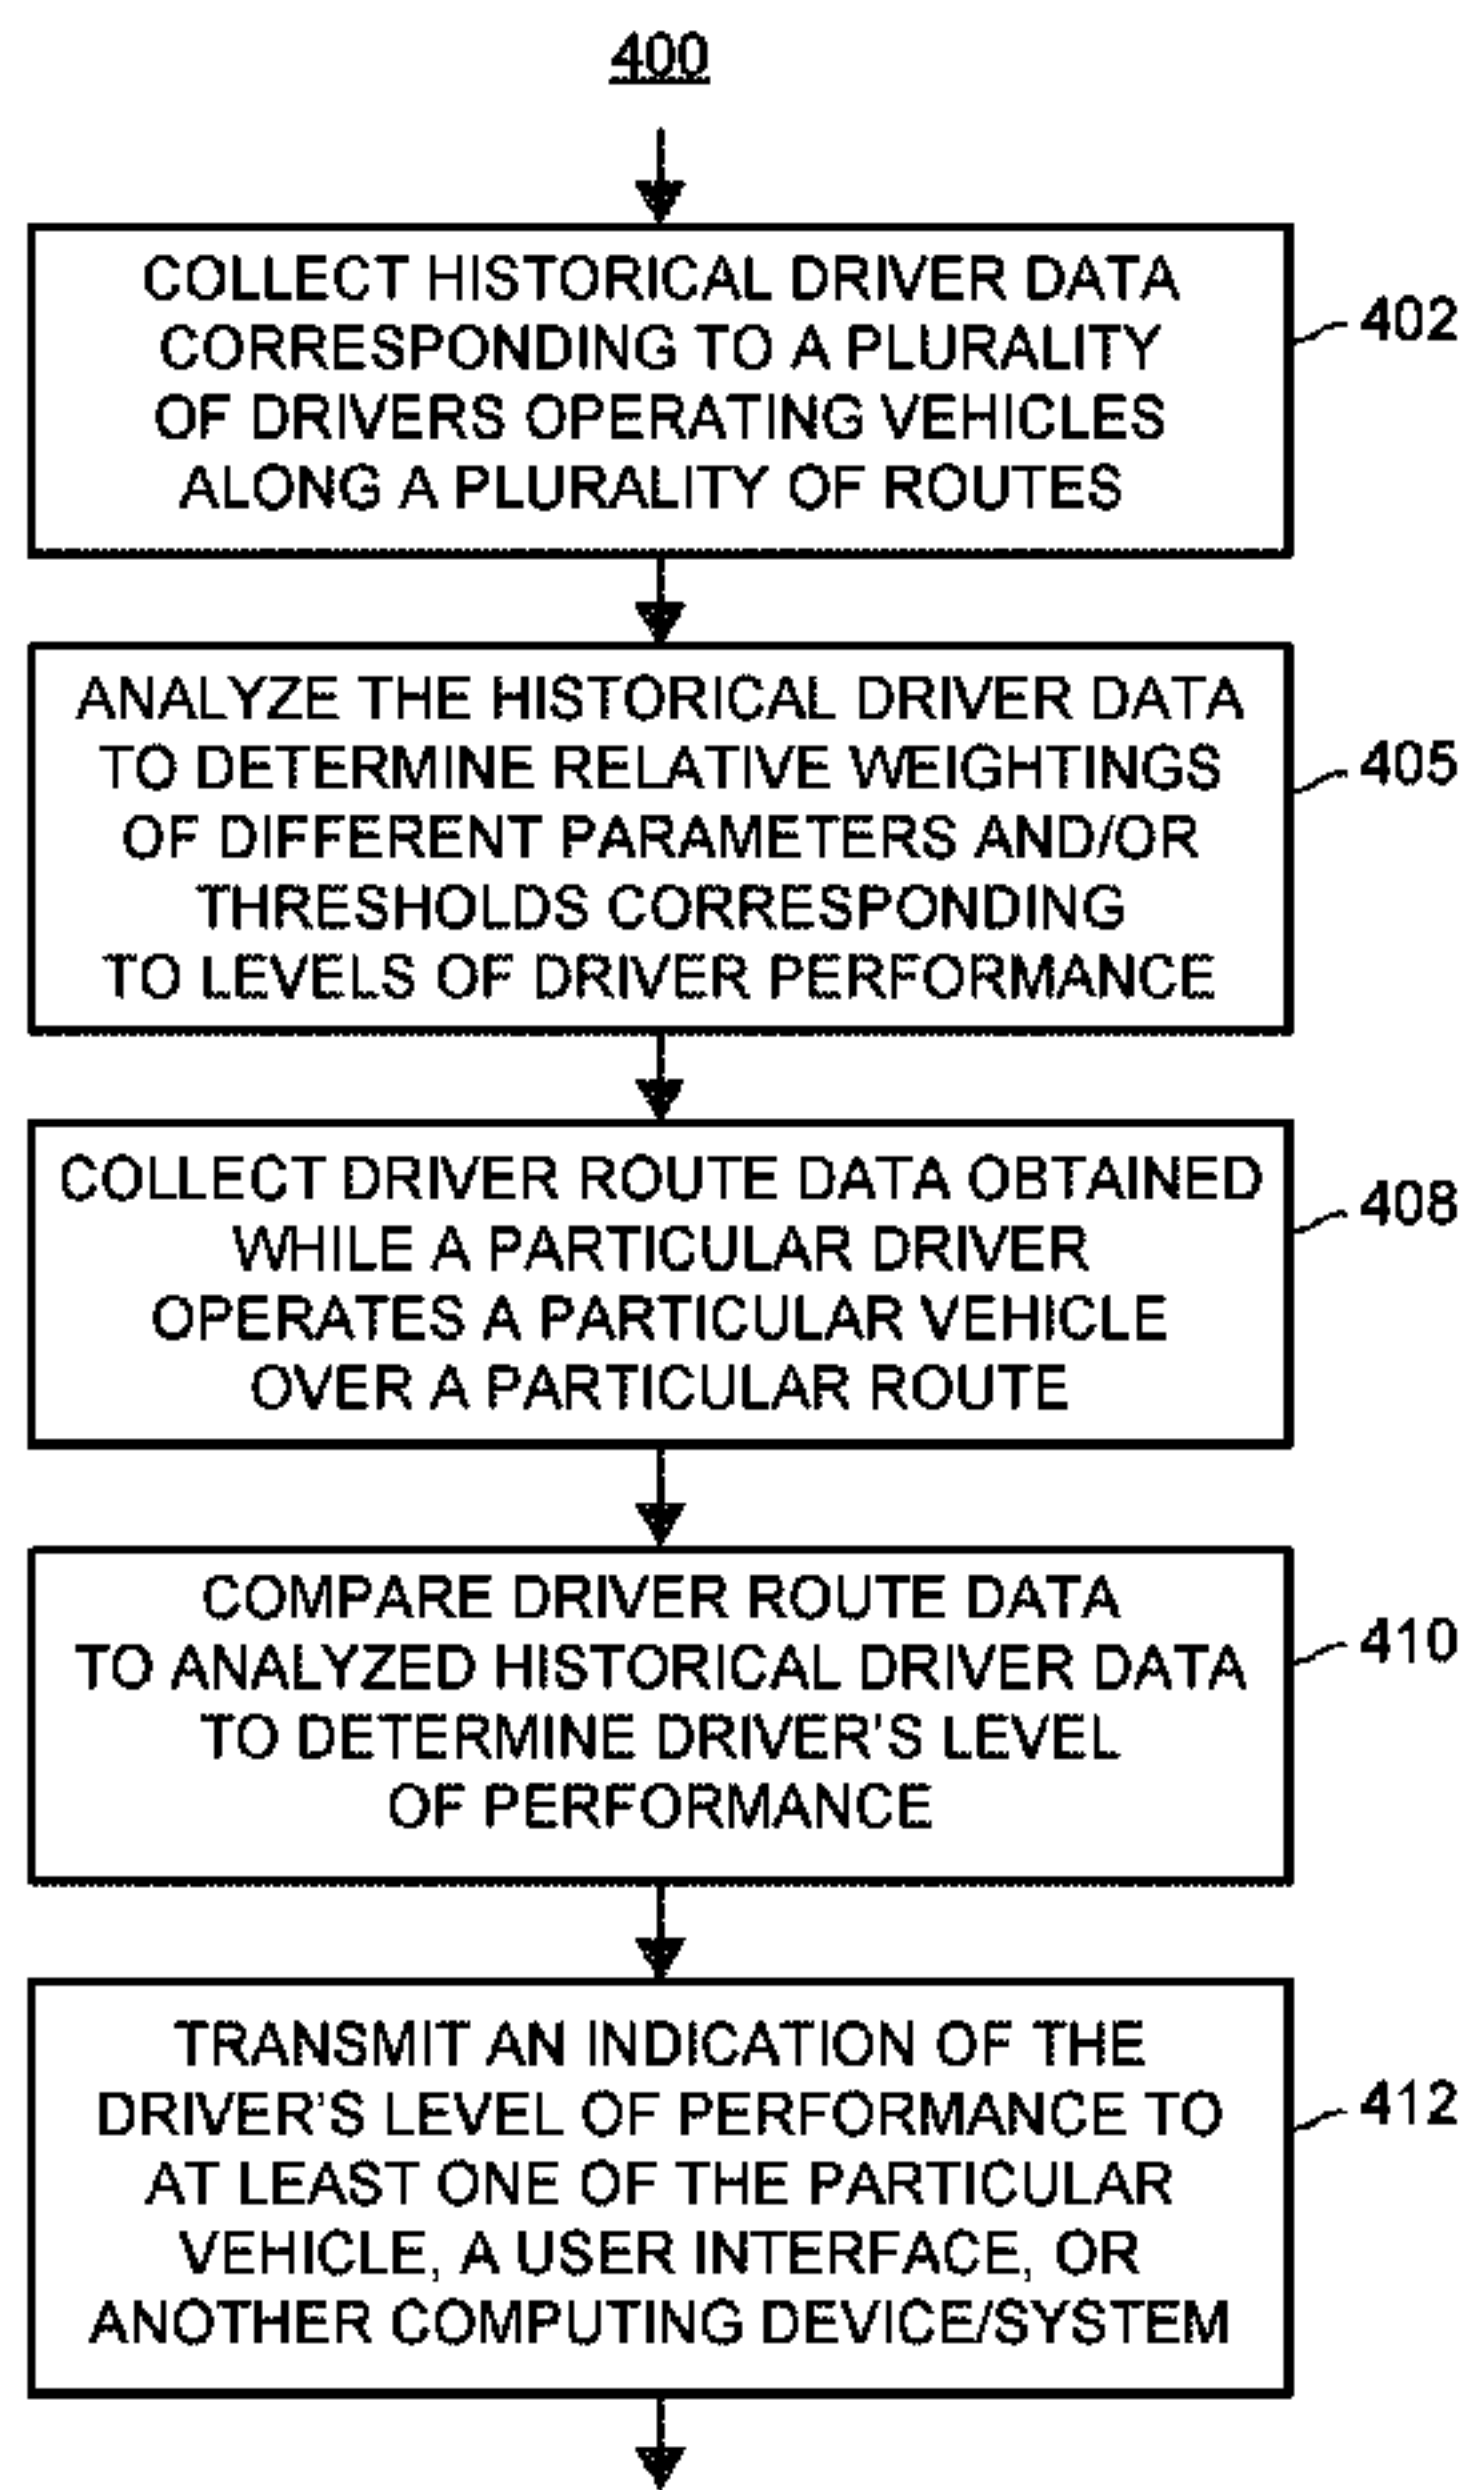 400
COLLECT HISTORICAL DRIVER DATA
CORRESPONDING TO A PLURALITY
OF DRIVERS OPERATING VEHICLES
ALONG A PLURALITY OF ROUTES
402
ANALYZE THE HISTORICAL DRIVER DATA
TO DETERMINE RELATIVE WEIGHTINGS
OF DIFFERENT PARAMETERS AND/OR
THRESHOLDS CORRESPONDING
TO LEVELS OF DRIVER PERFORMANCE
405
COLLECT DRIVER ROUTE DATA OBTAINED
WHILE A PARTICULAR DRIVER
OPERATES A PARTICULAR VEHICLE
OVER A PARTICULAR ROUTE
408
COMPARE DRIVER ROUTE DATA
TO ANALYZED HISTORICAL DRIVER DATA
TO DETERMINE DRIVER'S LEVEL
OF PERFORMANCE
410
TRANSMIT AN INDICATION OF THE
DRIVER'S LEVEL OF PERFORMANCE TO
AT LEAST ONE OF THE PARTICULAR
VEHICLE, A USER INTERFACE, OR
ANOTHER COMPUTING DEVICE/SYSTEM
412